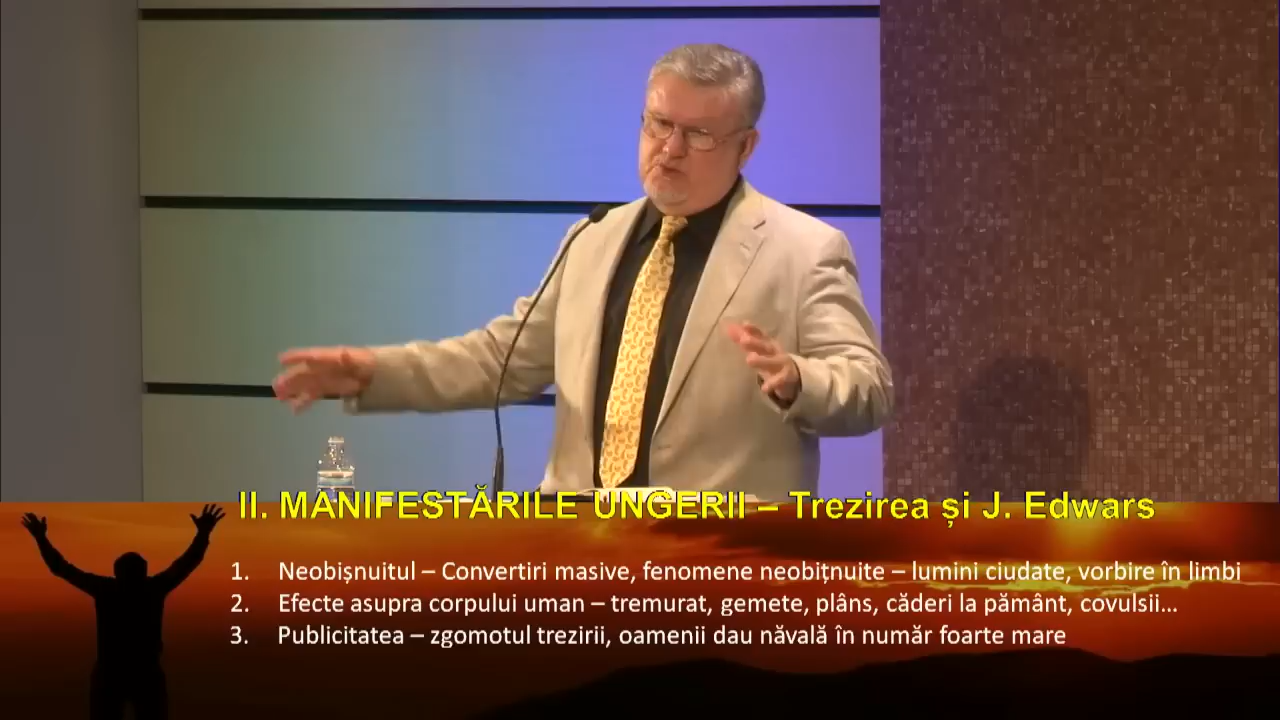 II. MANIFESTĂRILE UNGERII – Trezirea și J. Edwars
1. Neobișnuitul – Convertiri masive, fenomene neobițnuite – lumini ciudate, vorbire în limbi
2. Efecte asupra corpului uman – tremurat, gemete, plâns, căderi la pământ, covulsii...
3. Publicitatea – zgomotul trezirii, oamenii dau năvală în număr foarte mare